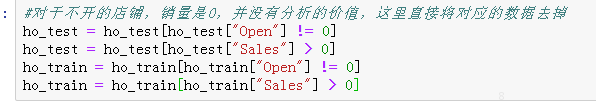 :
#对于不开的店铺，销量是0，并没有分析的价值，这里直接将对应的数据去掉
ho_test = ho_test[ho_test["Open"] != 0]
ho_test = ho_test[ho_test["Sales"] > 0]
ho_train = ho_train[ho_train["Open"] != 0]
ho_train = ho_train[ho_train["Sales"] > 0]